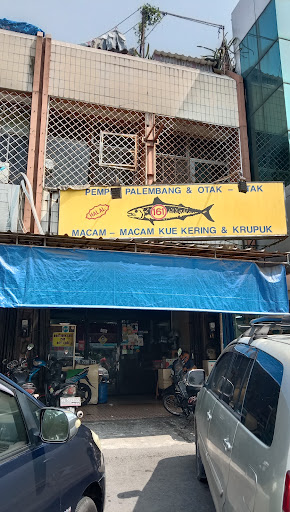 PEMPEK PALEMBANG & OTAK - OTAK
HALAL
161
MACAM - MACAM KUE KERING & KRUPUK